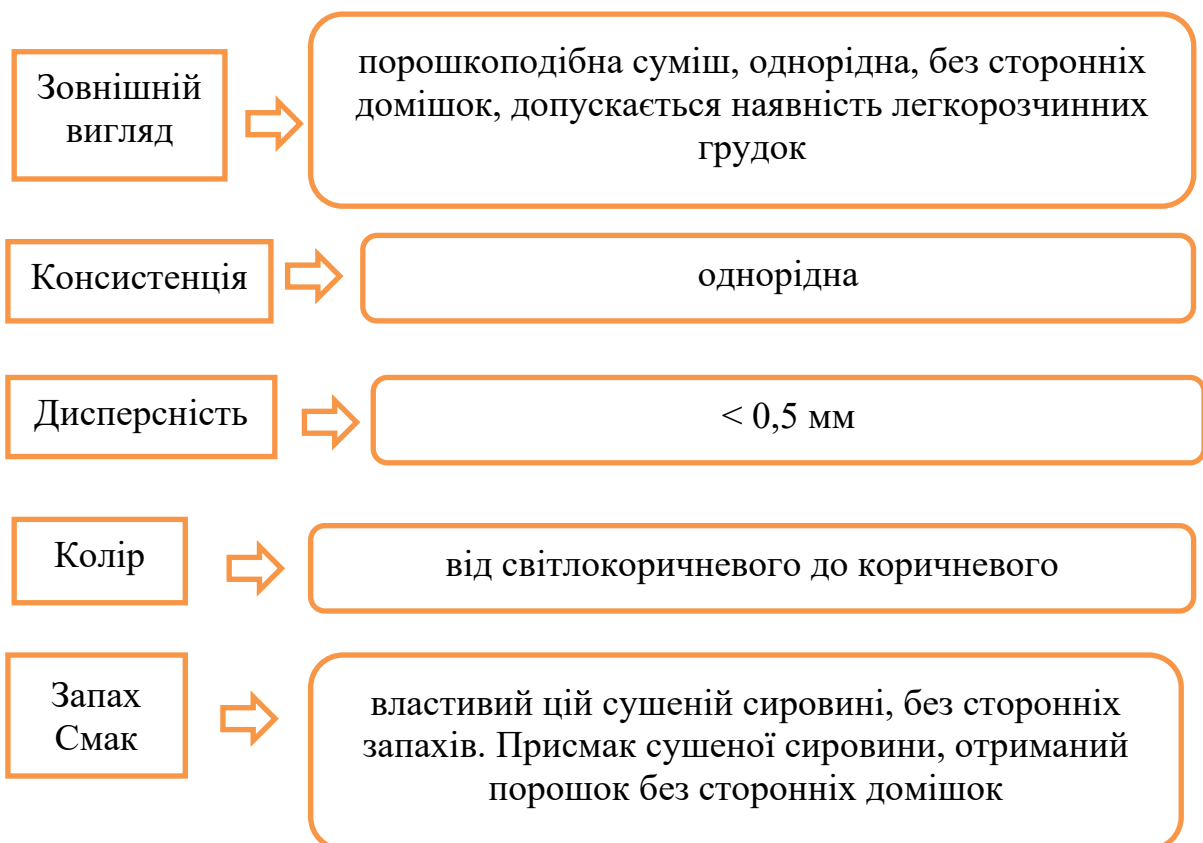 Зовнішній
вигляд
порошкоподібна суміш, однорідна, без сторонніх
домішок, допускається наявність легкорозчинних
грудок
Консистенція
однорідна
Дисперсність
< 0,5 мм
Колір
від світлокоричневого до коричневого
Запах
Смак
властивий цій сушеній сировині, без сторонніх
запахів. Присмак сушеної сировини, отриманий
порошок без сторонніх домішок